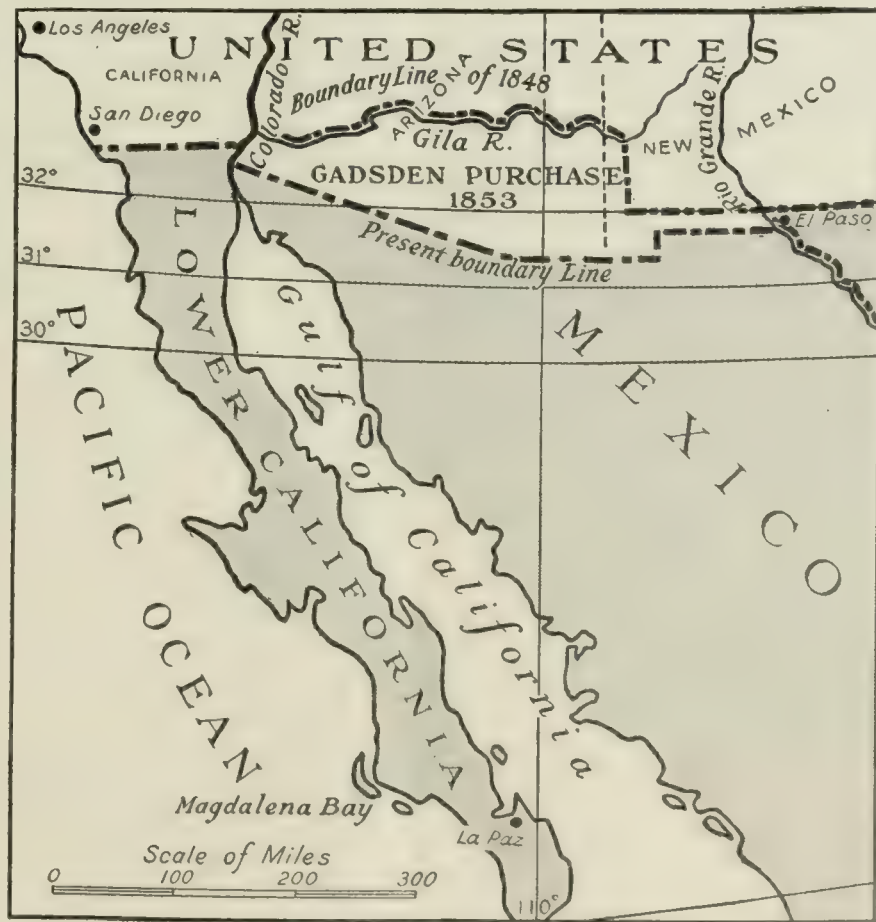 Los Angeles
UNITED STATES
CALIFORNIA
Colorado R.
Boundary Line of 1848
ARIZONA
San Diego
Gila R.
NEW MEXICO
Rio Grande R.
GADSDEN PURCHASE
1853
32°
El Paso
Present boundary Line
31°
30°
LOWER CALIFORNIA
Gulf of California
MEXICO
PACIFIC OCEAN
Magdalena Bay
La Paz
Scale of Miles
0 100 200 300
110°